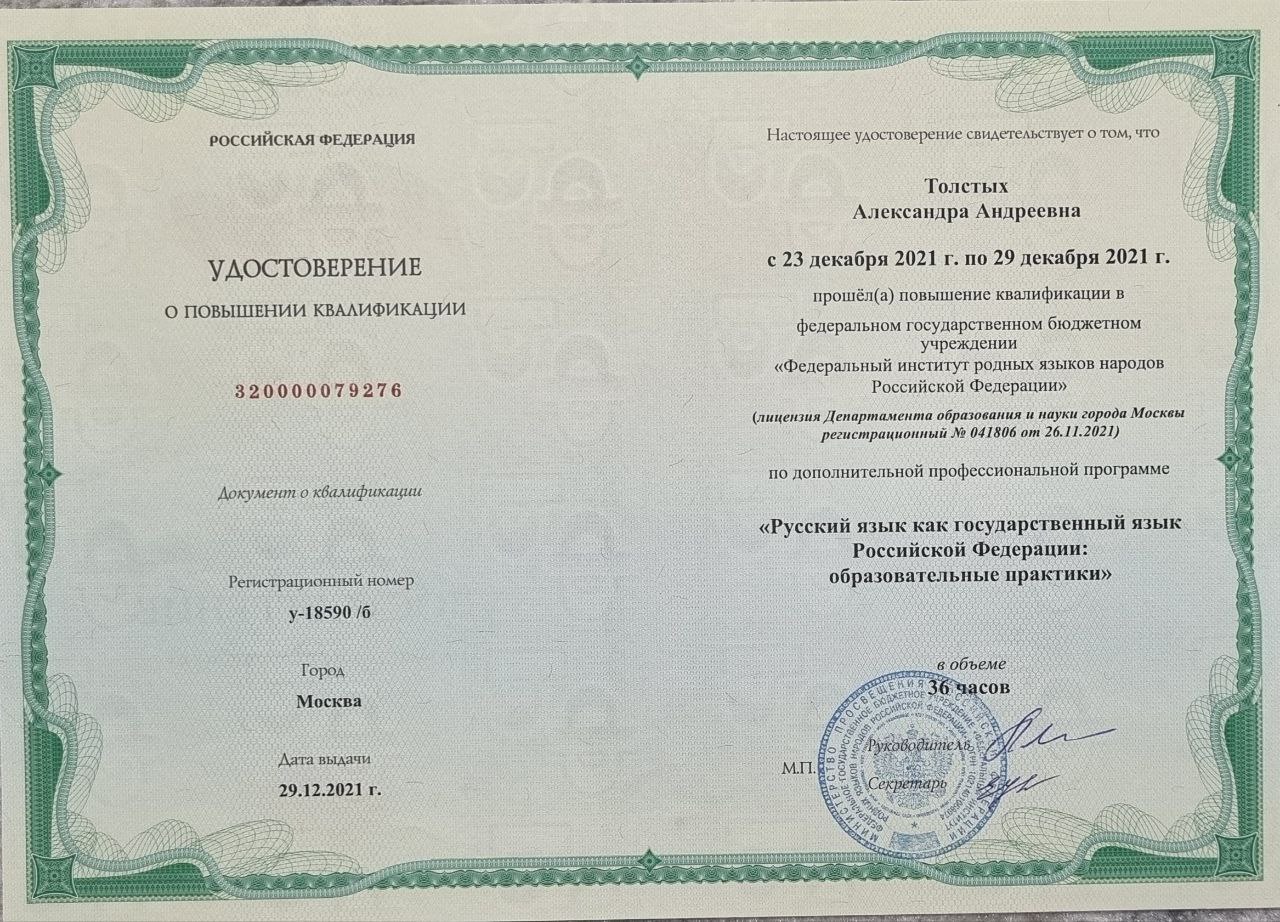 РОССИЙСКАЯ ФЕДЕРАЦИЯ
УДОСТОВЕРЕНИЕ
О ПОВЫШЕНИИ КВАЛИФИКАЦИИ
320000079276
Документ о квалификации
Регистрационный номер
у-18590 /б
Город
Москва
Дата выдачи
29.12.2021 г.
Настоящее удостоверение свидетельствует о том, что
Толстых
Александра Андреевна
с 23 декабря 2021 г. по 29 декабря 2021 г.
прошёл(а) повышение квалификации в
федеральном государственном бюджетном
учреждении
«Федеральный институт родных языков народов
Российской Федерации»
(лицензия Департамента образования и науки города Москвы
регистрационный № 041806 от 26.11.2021)
по дополнительной профессиональной программе
«Русский язык как государственный язык
Российской Федерации:
образовательные практики»
в объеме
36 часов
Руководитель
М.П.
Секретарь
МИНИСТЕРСТВО ПРОСВЕЩЕНИЯ РОССИЙСКОЙ ФЕДЕРАЦИИ